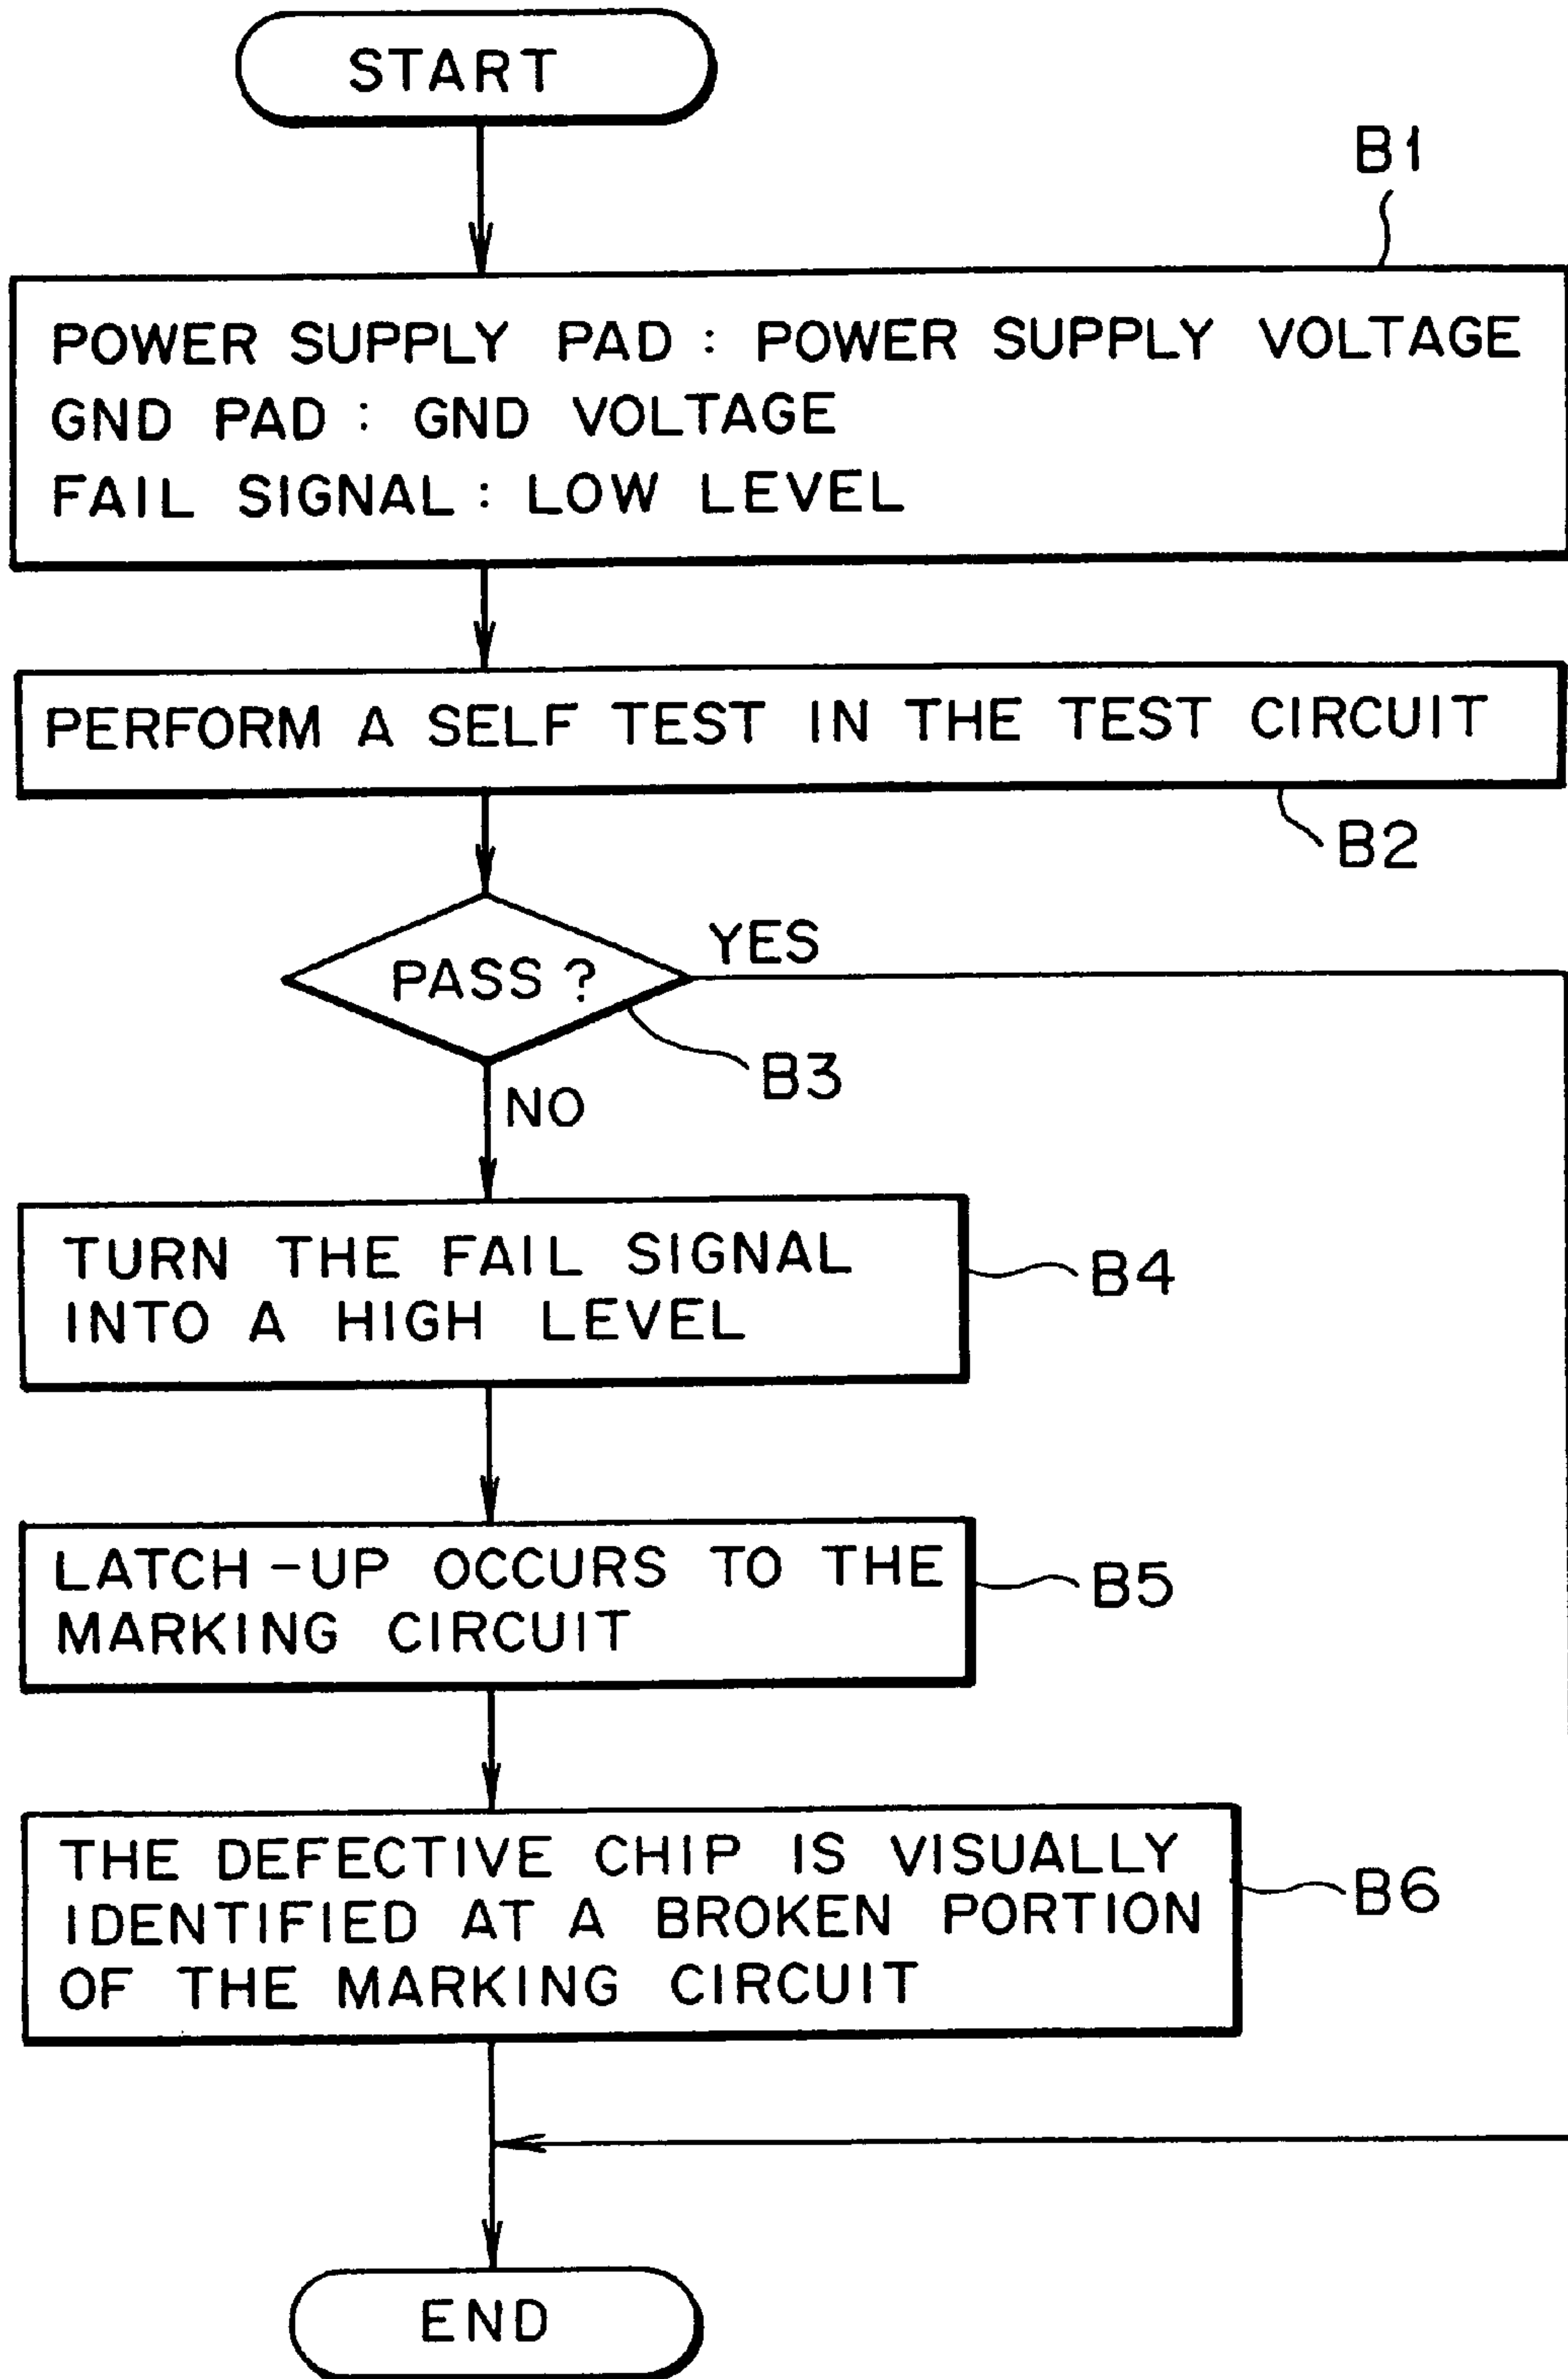 START
B1
POWER SUPPLY PAD : POWER SUPPLY VOLTAGE
GND PAD : GND VOLTAGE
FAIL SIGNAL : LOW LEVEL
PERFORM A SELF TEST IN THE TEST CIRCUIT
B2
YES
PASS ?
B3
NO
TURN THE FAIL SIGNAL
INTO A HIGH LEVEL
B4
LATCH-UP OCCURS TO THE
MARKING CIRCUIT
B5
THE DEFECTIVE CHIP IS VISUALLY
IDENTIFIED AT A BROKEN PORTION
OF THE MARKING CIRCUIT
B6
END